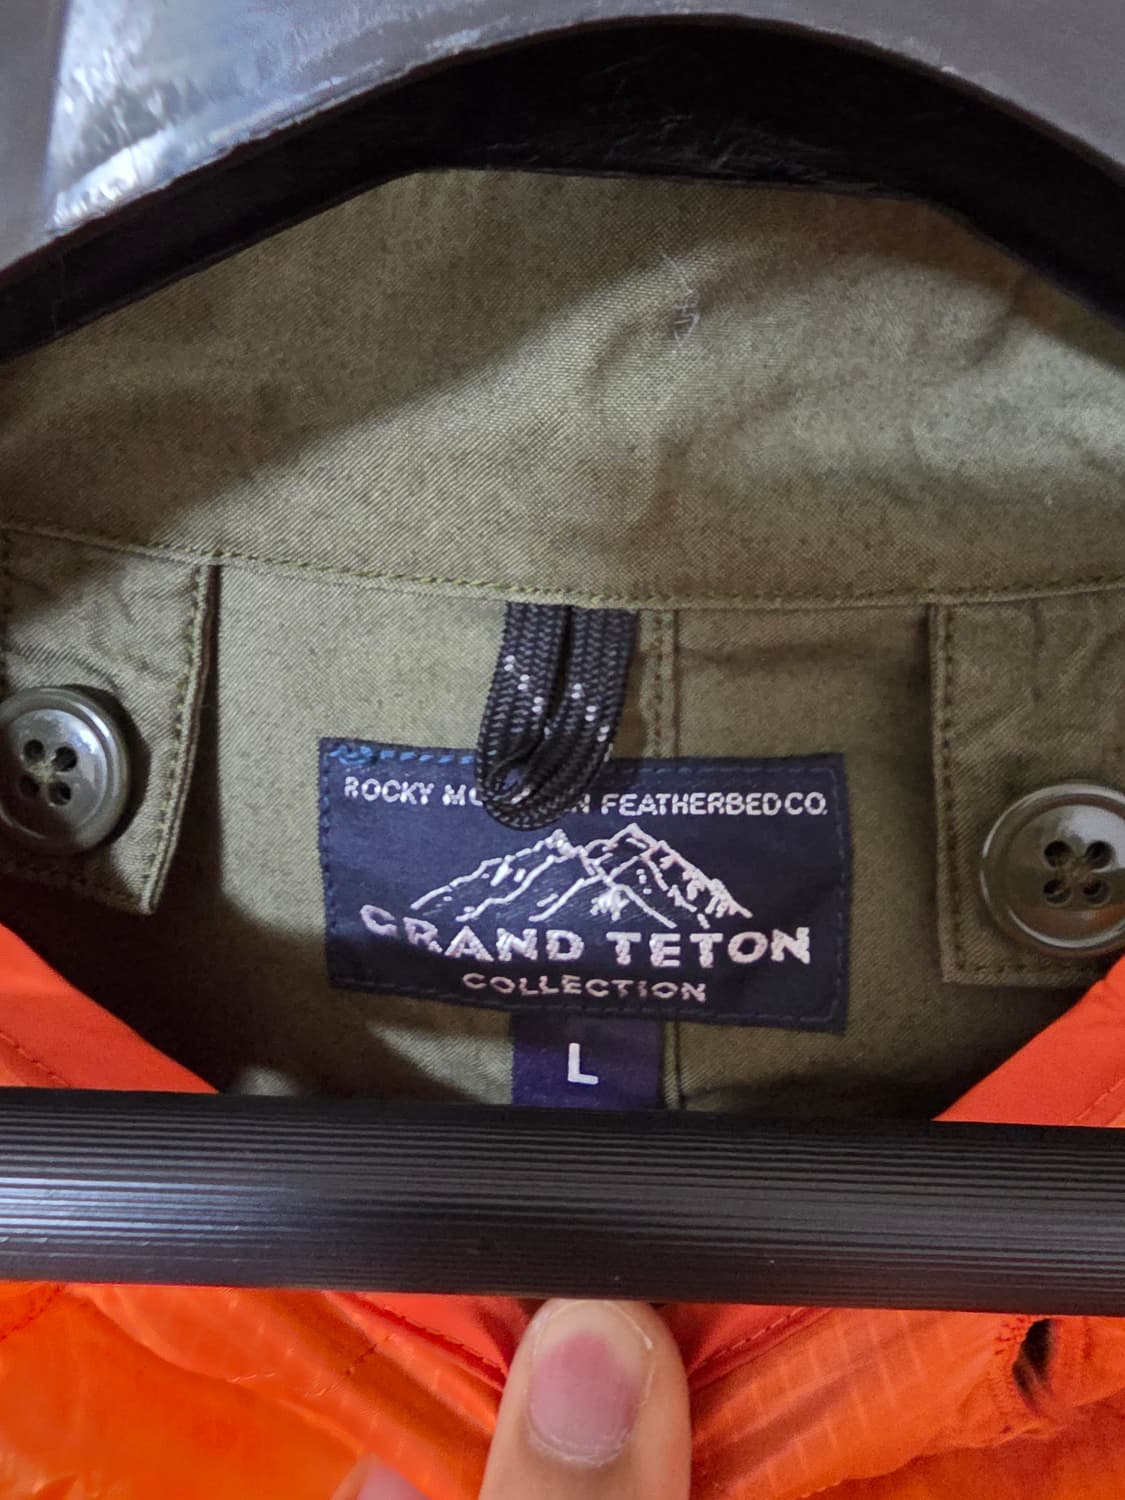 ROCKY FEATHERBED CO.
GRAND TETON
COLLECTION
L